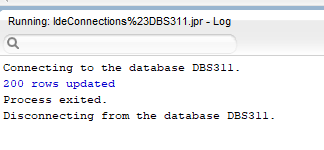 Running: IdeConnections%23DBS311.jpr - Log
Connecting to the database DBS311.
200 rows updated
Process exited.
Disconnecting from the database DBS311.